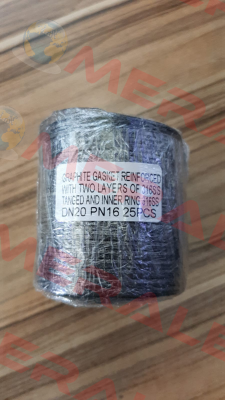 GRAPHITE GASKET REINFORCED
WITH TWO LAYERS OF 316SS
TANGED AND INNER RING 316SS
DN20 PN16 25PCS